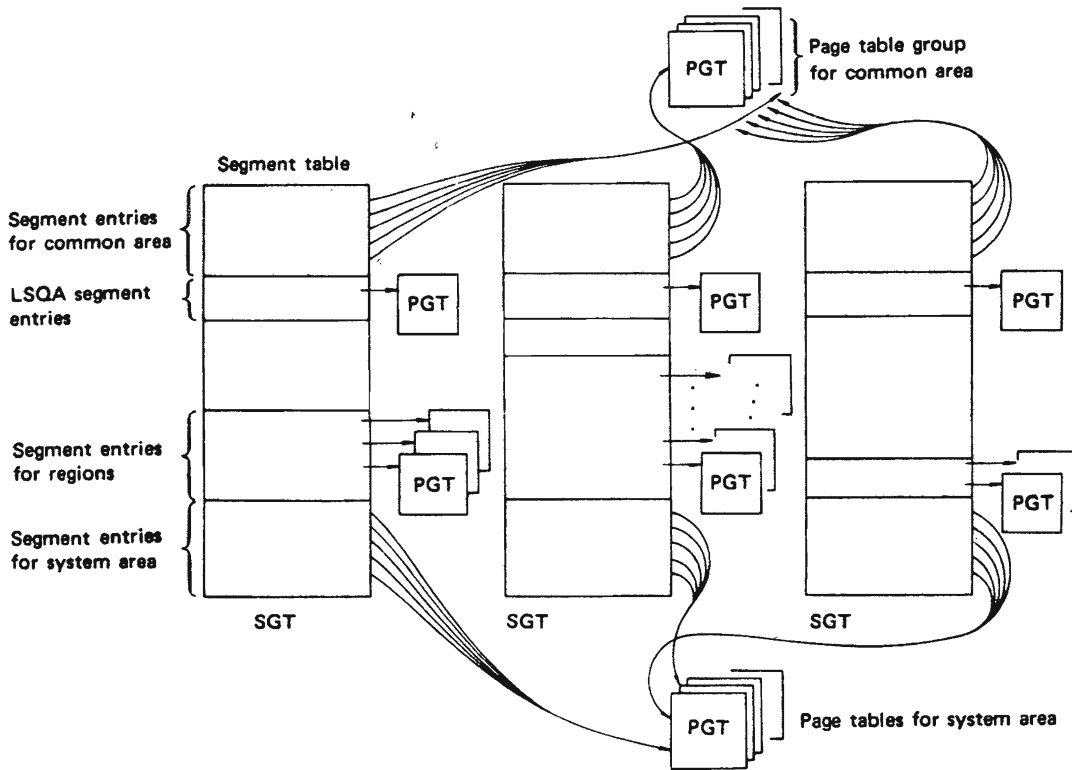 PGT
Page table group
for common area
Segment table
Segment entries
for common area
LSQA segment
entries
PGT
PGT
PGT
Segment entries
for regions
PGT
PGT
PGT
Segment entries
for system area
SGT
SGT
SGT
PGT
Page tables for system area